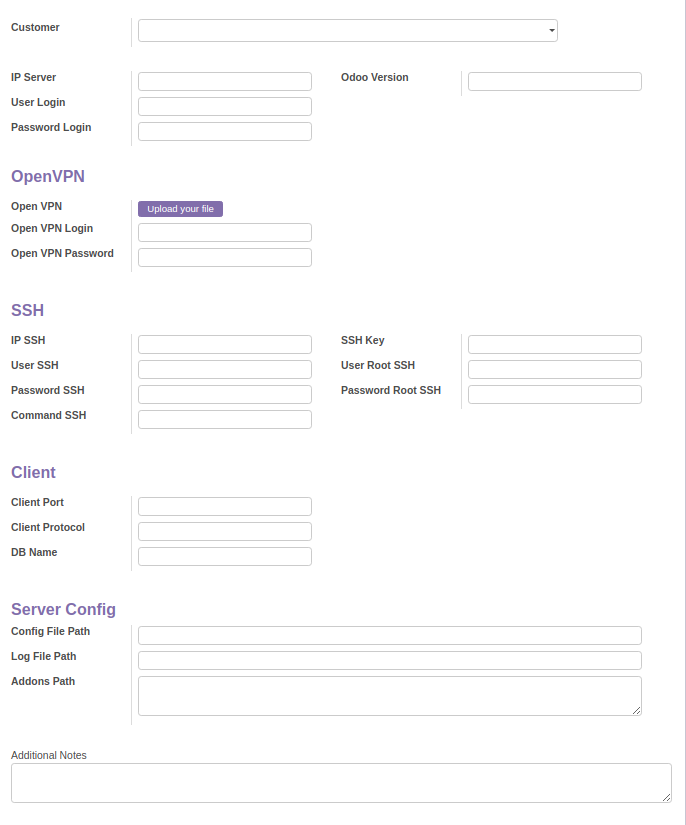 Customer
IP Server
Odoo Version
User Login
Password Login
OpenVPN
Open VPN
Upload your file
Open VPN Login
Open VPN Password
SSH
IP SSH
SSH Key
User SSH
User Root SSH
Password SSH
Password Root SSH
Command SSH
Client
Client Port
Client Protocol
DB Name
Server Config
Config File Path
Log File Path
Addons Path
Additional Notes